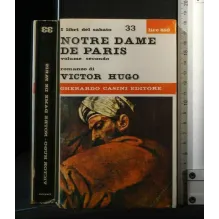 33
VICTOR HUGO - NOTRE DAME DE PARIS
I libri del sabato 33 lire 600
NOTRE DAME
DE PARIS
volume secondo
romanzo di
VICTOR HUGO
GHERARDO CASINI EDITORE